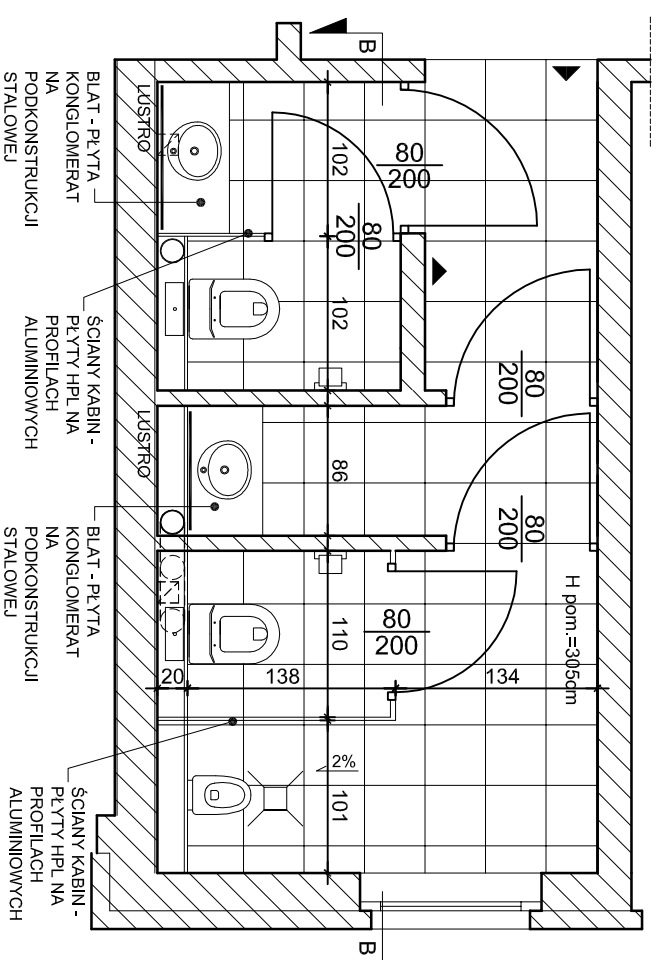 B
80
200
80
200
102
102
80
200
80
200
86
H pom.=305cm
80
200
110
20
138
134
2%
101
B
LUSTRO
LUSTRO
BLAT - PŁYTA
KONGLOMERAT
NA
PODKONSTRUKCJI
STALOWEJ
ŚCIANY KABIN -
PŁYTY HPL NA
PROFILACH
ALUMINIOWYCH
BLAT - PŁYTA
KONGLOMERAT
NA
PODKONSTRUKCJI
STALOWEJ
ŚCIANY KABIN -
PŁYTY HPL NA
PROFILACH
ALUMINIOWYCH